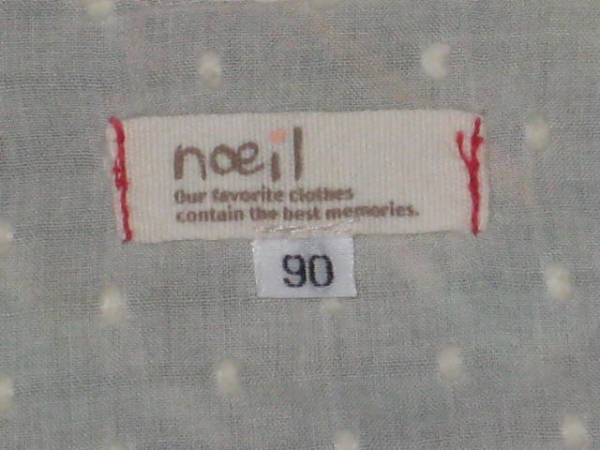 noeil
Our favorite clothes
contain the best memories.
90